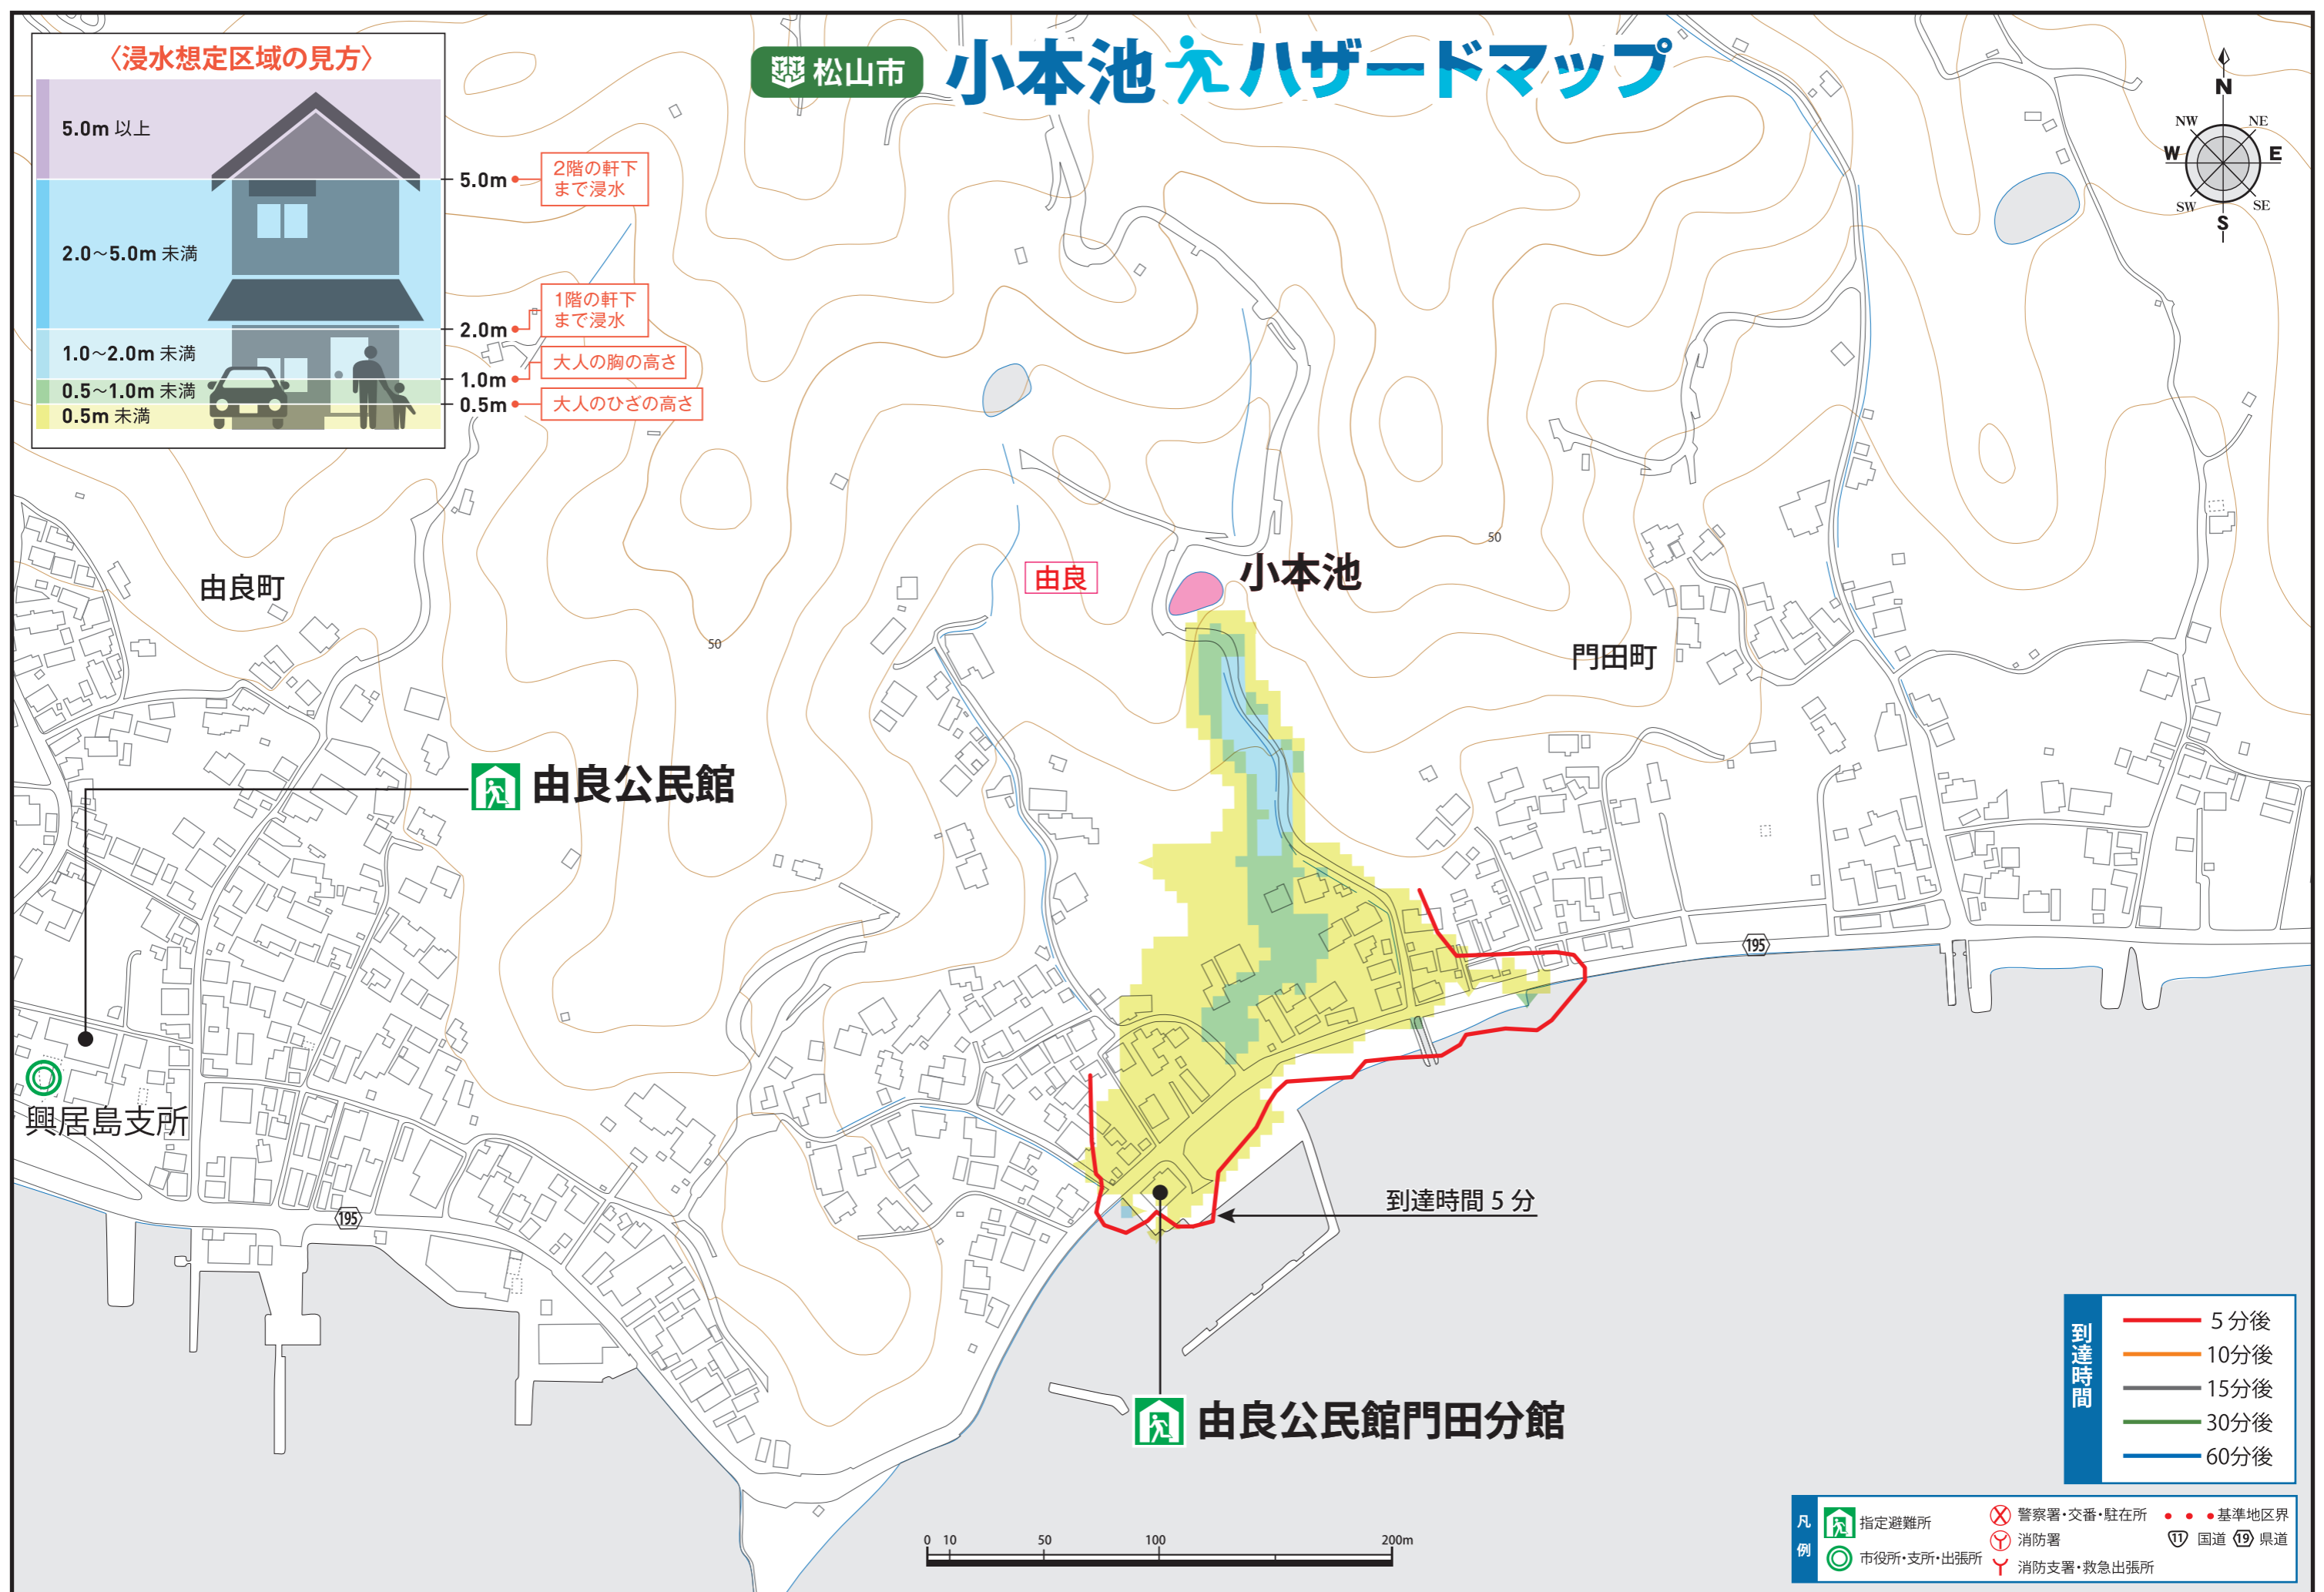 松山市 小本池 ハザードマップ
〈浸水想定区域の見方〉
5.0m 以上
2.0～5.0m 未満
1.0～2.0m 未満
0.5～1.0m 未満
0.5m 未満
5.0m
2階の軒下
まで浸水
2.0m
1階の軒下
まで浸水
1.0m
大人の胸の高さ
0.5m
大人のひざの高さ
N
NW
NE
W
E
SW
SE
S
50
小本池
由良
由良町
50
門田町
由良公民館
195
興居島支所
195
到達時間 5 分
由良公民館門田分館
到達時間
5 分後
10分後
15分後
30分後
60分後
0 10 50 100 200m
凡例
指定避難所
市役所・支所・出張所
警察署・交番・駐在所
消防署
消防支署・救急出張所
基準地区界
11 国道 19 県道